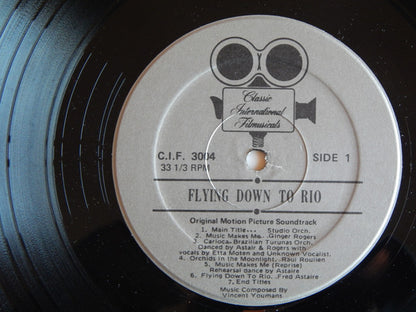 Classic
International
Filmusicals
C.I.F. 3004
33 1/3 RPM
SIDE 1
FLYING DOWN TO RIO
Original Motion Picture Soundtrack
1. Main Title... Studio Orch.
2. Music Makes Me..Ginger Rogers
3. Carioca-Brazilian Turunas Orch.
Danced by Astair & Rogers with
vocals by Etta Moten and Unknown Vocalist.
4. Orchids in the Moonlight..Raul Roulien
5. Music Makes Me (Reprise)
Rehearsal dance by Astaire
6. Flying Down To Rio...Fred Astaire
7. End Titles
Music Composed By
Vincent Youmans